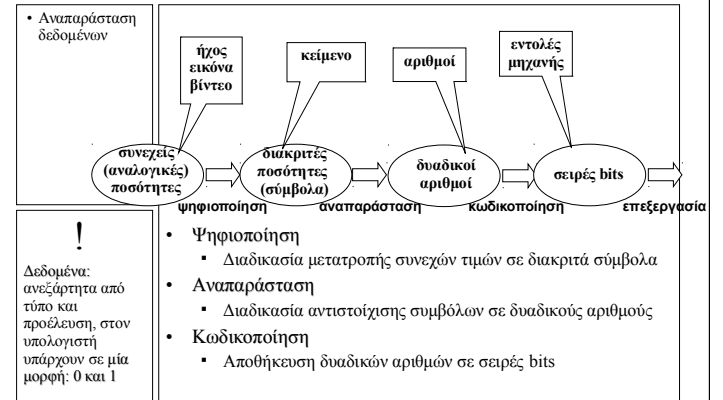 • Αναπαράσταση
δεδομένων
ήχος
εικόνα
βίντεο
κείμενο
αριθμοί
εντολές
μηχανής
συνεχείς
(αναλογικές)
ποσότητες
διακριτές
ποσότητες
(σύμβολα)
δυαδικοί
αριθμοί
σειρές bits
ψηφιοποίηση
αναπαράσταση
κωδικοποίηση
επεξεργασία
!
Δεδομένα:
ανεξάρτητα από
τύπο και
προέλευση, στον
υπολογιστή
υπάρχουν σε μία
μορφή: 0 και 1
• Ψηφιοποίηση
▪ Διαδικασία μετατροπής συνεχών τιμών σε διακριτά σύμβολα
• Αναπαράσταση
▪ Διαδικασία αντιστοίχισης συμβόλων σε δυαδικούς αριθμούς
• Κωδικοποίηση
▪ Αποθήκευση δυαδικών αριθμών σε σειρές bits